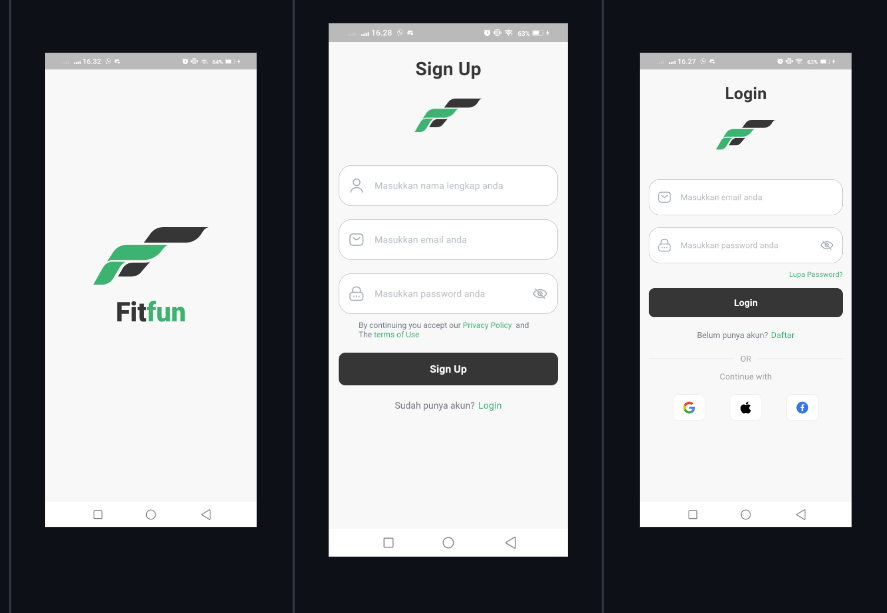 16.32
64%
Fitfun
16.28
63%
Sign Up
Masukkan nama lengkap anda
Masukkan email anda
Masukkan password anda
By continuing you accept our Privacy Policy and
The terms of Use
Sign Up
Sudah punya akun? Login
16.27
63%
Login
Masukkan email anda
Masukkan password anda
Lupa Password?
Login
Belum punya akun? Daftar
OR
Continue with